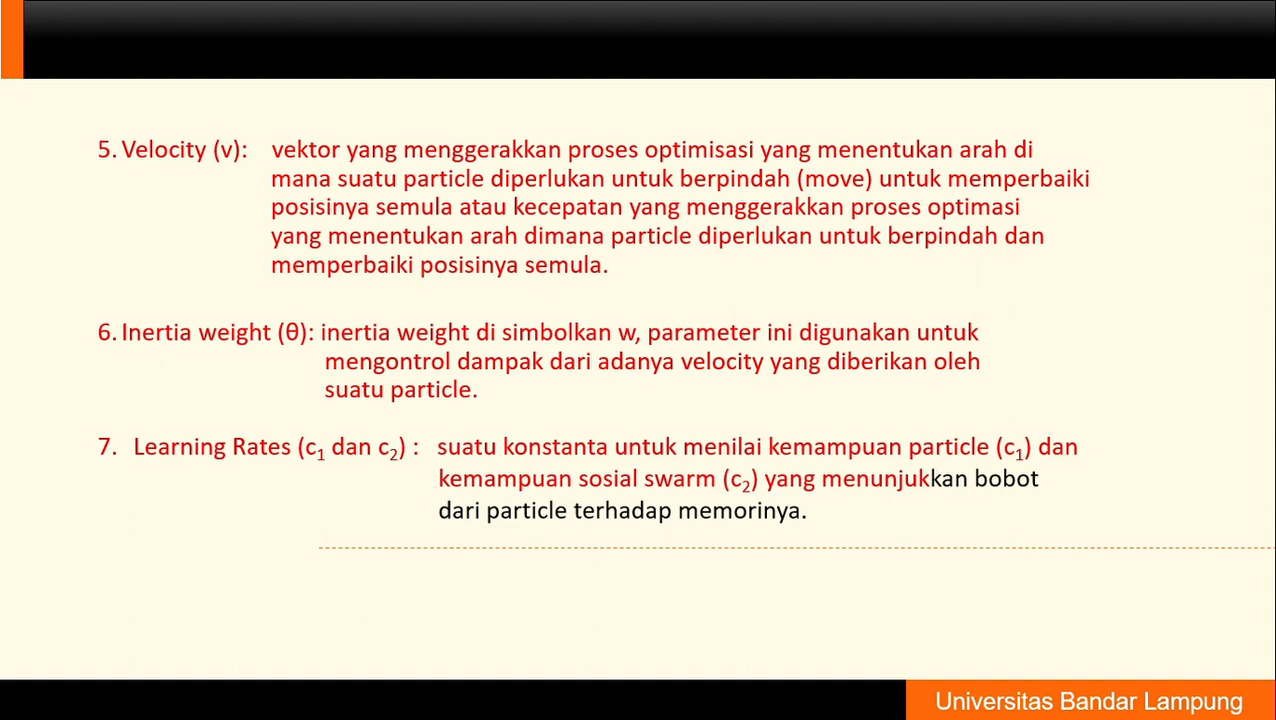 5. Velocity (v): vektor yang menggerakkan proses optimisasi yang menentukan arah di
mana suatu particle diperlukan untuk berpindah (move) untuk memperbaiki
posisinya semula atau kecepatan yang menggerakkan proses optimasi
yang menentukan arah dimana particle diperlukan untuk berpindah dan
memperbaiki posisinya semula.
6. Inertia weight (θ): inertia weight di simbolkan w, parameter ini digunakan untuk
mengontrol dampak dari adanya velocity yang diberikan oleh
suatu particle.
7. Learning Rates (c₁ dan c₂) : suatu konstanta untuk menilai kemampuan particle (c₁) dan
kemampuan sosial swarm (c₂) yang menunjukkan bobot
dari particle terhadap memorinya.
Universitas Bandar Lampung